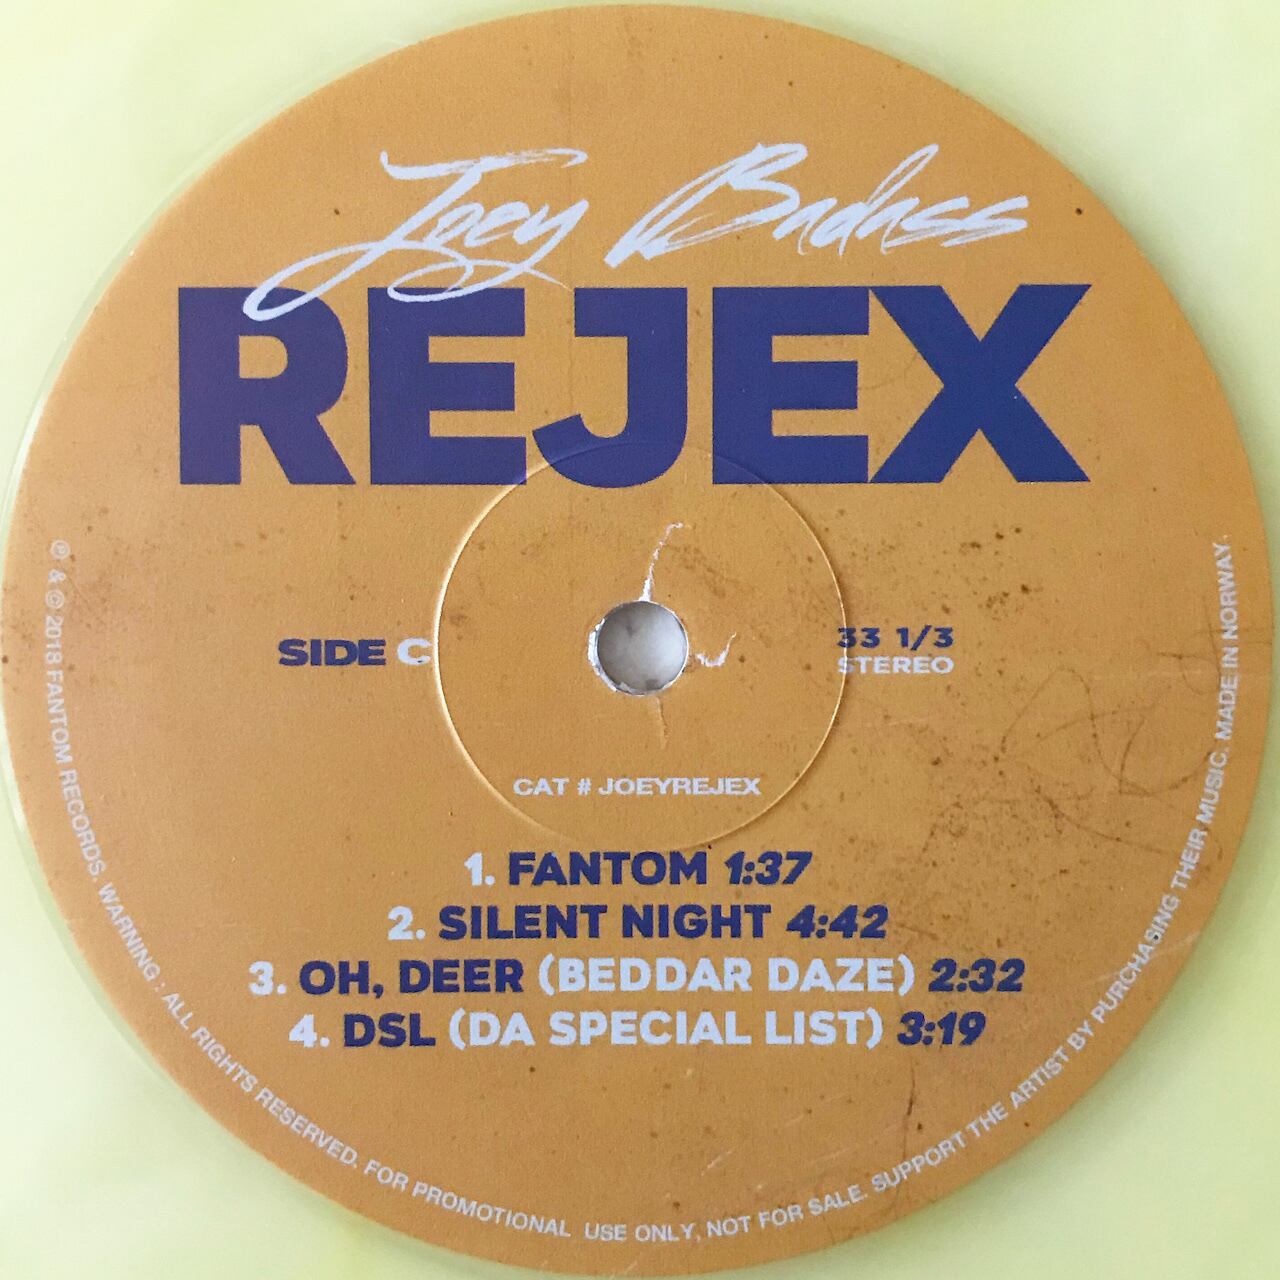 Joey Badass
REJEX
SIDE C
33 1/3
STEREO
CAT # JOEYREJEX
1. FANTOM 1:37
2. SILENT NIGHT 4:42
3. OH, DEER (BEDDAR DAZE) 2:32
4. DSL (DA SPECIAL LIST) 3:19
℗ & © 2018 FANTOM RECORDS. WARNING : ALL RIGHTS RESERVED. FOR PROMOTIONAL USE ONLY, NOT FOR SALE. SUPPORT THE ARTIST BY PURCHASING THEIR MUSIC. MADE IN NORWAY.